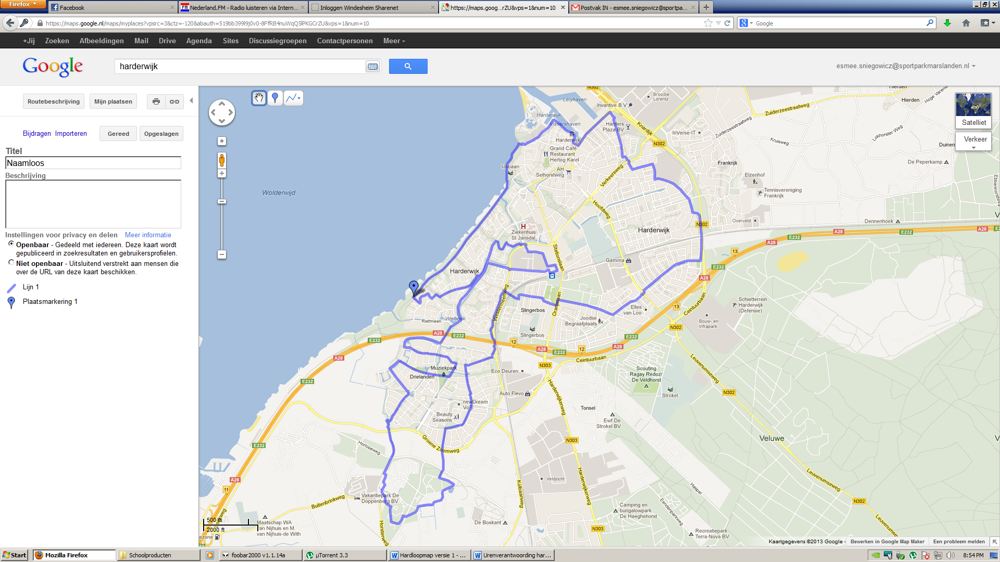 Firefox
Facebook
Nederland.FM - Radio luisteren via Intern...
Inloggen Windesheim Sharenet
https://maps.goog...rZU&vps=1&num=10
Postvak IN - esmee.sniegowicz@sportpa...
https://maps.google.nl/maps/myplaces?vpsrc=3&ctz=-120&abauth=519bb399l9j0v0-8FfRB4nuWqQ5lPKGCrZU&vps=1&num=10
Google
+Jij Zoeken Afbeeldingen Mail Drive Agenda Sites Discussiegroepen Contactpersonen Meer
Google
harderwijk
esmee.sniegowicz@sportparkmarslanden.nl
Routebeschrijving
Mijn plaatsen
Bijdragen Importeren
Gereed
Opgeslagen
Titel
Naamloos
Beschrijving
Instellingen voor privacy en delen Meer informatie
Openbaar - Gedeeld met iedereen. Deze kaart wordt
gepubliceerd in zoekresultaten en gebruikersprofielen.
Niet openbaar - Uitsluitend verstrekt aan mensen die
over de URL van deze kaart beschikken.
Lijn 1
Plaatsmarkering 1
Satelliet
Verkeer
Wolderwijd
N302
Lelyhaven
Broodje
Lorentz
Hierden
Hierden
Invantive B.V
Zuiderzeestraatweg
Harderwijk
Vissershaven
Harders
Plaza BV
Knardijk
InVerse-IT
Zuiderzeestraatweg
Lokhorster Weg
Kruisweg
Duinen
Harderwijk
N302
Grand Café
Restaurant
Hertog Karel
IJsbaan
AH
Selhorstweg
Verkeersweg
Frankrijk
De Peperkamp
Elzenhof
Tennisvereniging
Frankrijk
Hoofdweg
N302
Overveld
Dennenhoek
Harderwijk
Ziekenhuis
St Jansdal
A28
E232
A28
E232
A28
Stationslaan
13
Gamma
Harderwijk
E232
A28
Westermeenweg
Oranjelaan
Slingerbos
Elles
van Loo
13
Ceintuurbaan
Schietterrein
Harderwijk
(Defensie)
Weibeek
Rietmeen
Joodse
Begraafplaats
Bouw- en
Infrapark
N302
Slingerbos
A28
E232
E232
12
A28
E232
12
A28
E232
A28
Ceintuurbaan
N303
Leuvenumseweg
Muziekpark
Drielanden
Eco Deuren
Scouting
Ragay Redoz/
De Veldhorst
E232
Auto Flevo
Strokel
N302
Harderwijkerweg
newDream
VoF
Tonsel
Beauty
Seasons
Ewf De
Strokel BV
Groene Zoomweg
N303
Veluwe
E232
Horloseweg
A28
11
Veldzicht
Harderwijkerweg
Kolbaanweg
Leuvenumseweg
Haspel
Vakantiepark De
Doppenberg BV
Buitenbrinkweg
Eendenparkweg
N302
Camping en
bungalowpark
De Haeghehorst
500 m
2000 ft
Maatschap WA
van Nijhuis en M.
van Nijhuis-de With
Horsterweg
De Boskant
N303
Recreatiepark
Terra-Nova BV
Leuvenumseweg
Kaartgegevens ©2013 Google -
Bewerken in Google Map Maker
Een probleem melden
Start
Mozilla Firefox
Schoolproducten
foobar2000 v1.1.14a
µTorrent 3.3
Hardloopmap versie 1 - ...
Urenverantwoording har...
8:54 PM